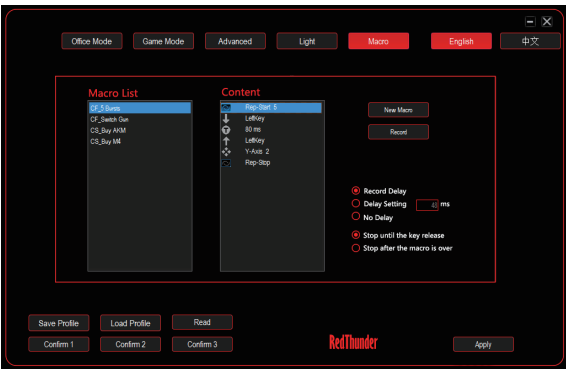 Office Mode Game Mode Advanced Light Macro English 中文
Macro List Content
CF_5 Bursts
CF_Switch Gun
CS_Buy AKM
CS_Buy M4
Rep-Start 5
LeftKey
80 ms
LeftKey
Y-Axis 2
Rep-Stop
New Macro
Record
Record Delay
Delay Setting ms
No Delay
Stop until the key release
Stop after the macro is over
Save Profile Load Profile Read
Confirm 1 Confirm 2 Confirm 3 RedThunder Apply